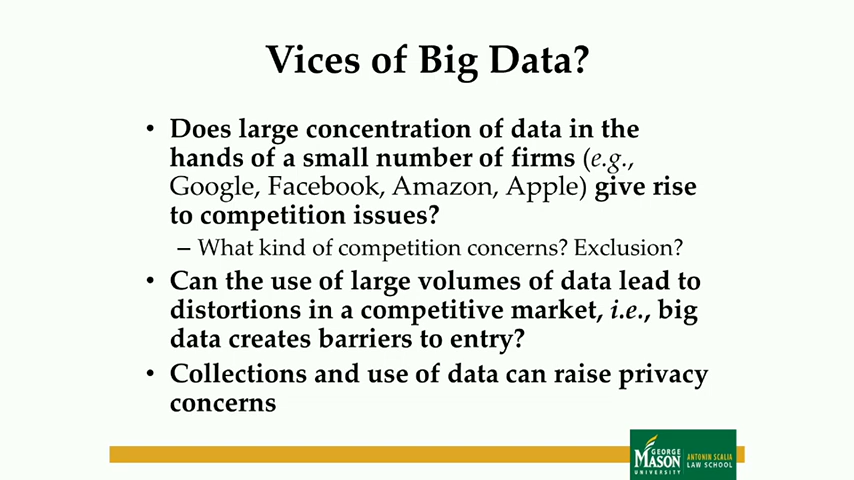 Vices of Big Data?
• Does large concentration of data in the
hands of a small number of firms (e.g.,
Google, Facebook, Amazon, Apple) give rise
to competition issues?
– What kind of competition concerns? Exclusion?
• Can the use of large volumes of data lead to
distortions in a competitive market, i.e., big
data creates barriers to entry?
• Collections and use of data can raise privacy
concerns
GEORGE
MASON
UNIVERSITY
ANTONIN SCALIA
LAW SCHOOL